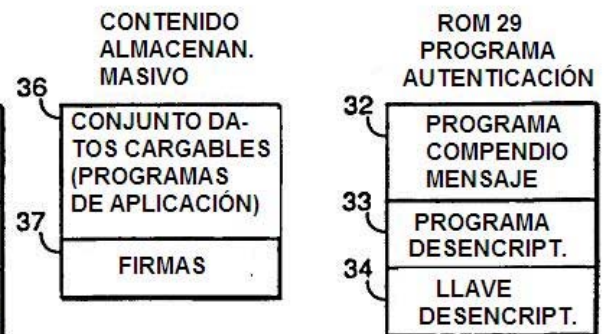 CONTENIDO
ALMACENAN.
MASIVO
36
CONJUNTO DA-
TOS CARGABLES
(PROGRAMAS
DE APLICACIÓN)
37
FIRMAS
ROM 29
PROGRAMA
AUTENTICACIÓN
32
PROGRAMA
COMPENDIO
MENSAJE
33
PROGRAMA
DESENCRIPT.
34
LLAVE
DESENCRIPT.